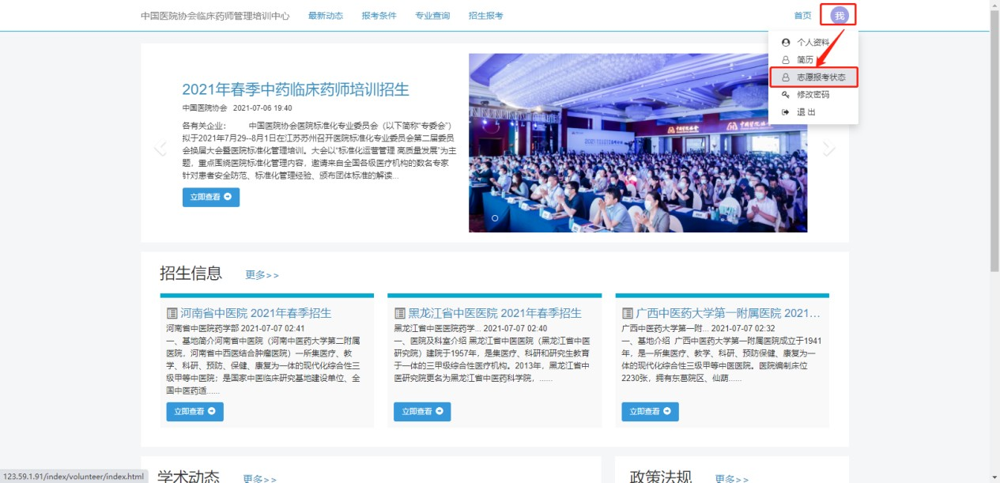 中国医院协会临床药师管理培训中心 最新动态 报考条件 专业查询 招生报考 首页 我
个人资料
简历
志愿报考状态
修改密码
退出
2021年春季中药临床药师培训招生
中国医院协会 2021-07-06 19:40
各有关企业： 中国医院协会医院标准化专业委员会（以下简称“专委会”）
拟于2021年7月29--8月1日在江苏苏州召开医院标准化专业委员会第二届委员
会换届大会暨医院标准化管理培训。大会以“标准化运营管理 高质量发展”为主
题，重点围绕医院标准化管理内容，邀请来自全国各级医疗机构的数名专家
针对患者安全防范、标准化管理经验、颁布团体标准的解读...
立即查看
中国医院协会 中国医院协会
招生信息 更多>>
河南省中医院 2021年春季招生
河南省中医院药学部 2021-07-07 02:41
一、基地简介河南省中医院（河南中医药大学第二附属
医院，河南省中西医结合肿瘤医院）一所集医疗、教
学、科研、预防、保健、康复为一体的现代化综合性三
级甲等中医院；是国家中医临床研究基地建设单位、全
国中医药适......
立即查看
黑龙江省中医医院 2021年春季招生
黑龙江省中医医院药学... 2021-07-07 02:40
一、医院及科室介绍 黑龙江省中医医院（黑龙江省中医
研究院）建院于1957年，是集医疗、科研和研究生教育
于一体的三甲级综合性医疗机构。2013年，黑龙江省中
医研究院更名为黑龙江省中医药科学院，......
立即查看
广西中医药大学第一附属医院 2021...
广西中医药大学第一附... 2021-07-07 02:32
一、基地介绍 广西中医药大学第一附属医院成立于1941
年，是一所集医疗、教学、科研、预防保健、康复为一
体的现代化综合性三级甲等中医医院。医院编制床位
2230张，拥有东葛院区、仙葫......
立即查看
学术动态 更多>>
政策法规 更多>>
123.59.1.91/index/volunteer/index.html